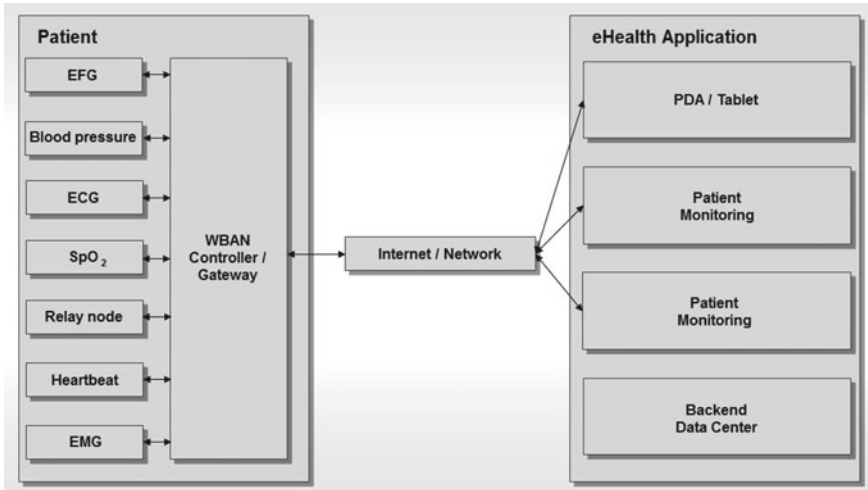 Patient
EFG
Blood pressure
ECG
SpO₂
Relay node
Heartbeat
EMG
WBAN
Controller /
Gateway
Internet / Network
eHealth Application
PDA / Tablet
Patient
Monitoring
Patient
Monitoring
Backend
Data Center